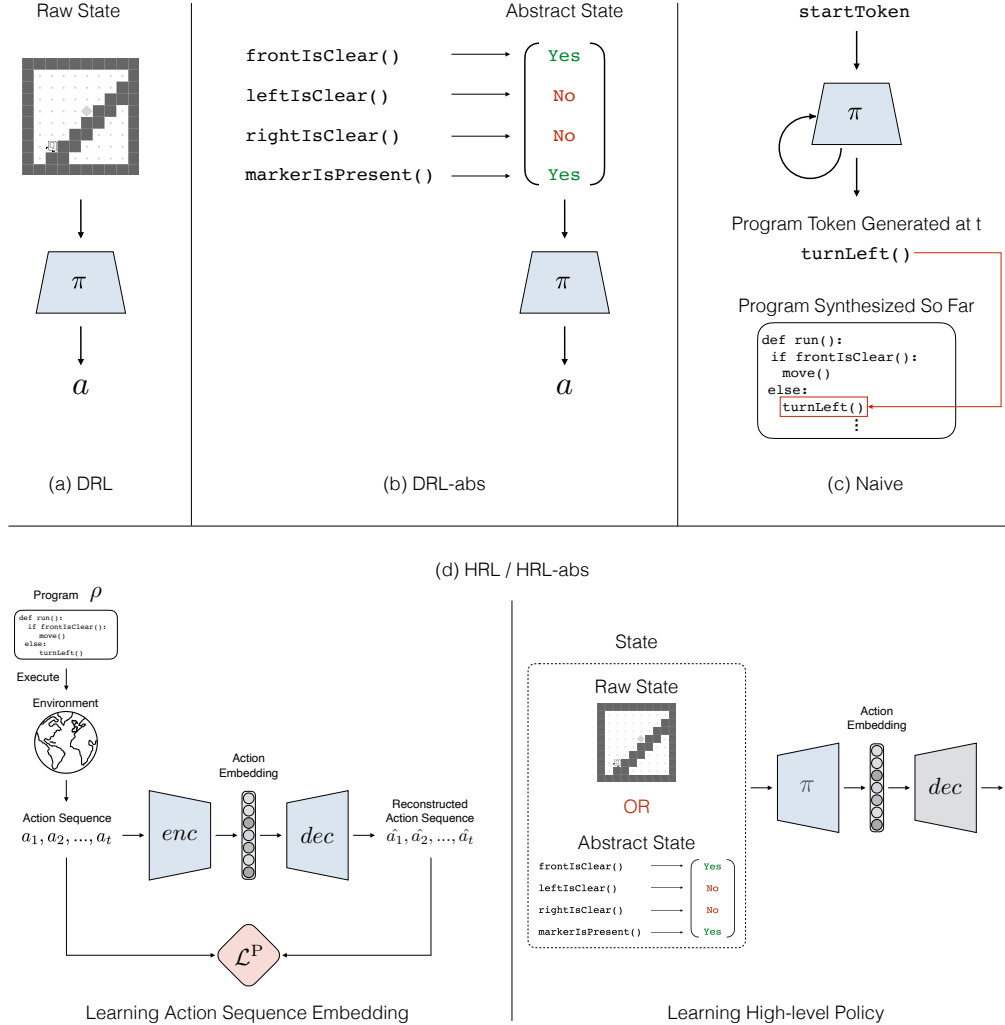 Raw State
π
a
(a) DRL
Abstract State
frontIsClear()
Yes
leftIsClear()
No
rightIsClear()
No
markerIsPresent()
Yes
π
a
(b) DRL-abs
startToken
π
Program Token Generated at t
turnLeft()
Program Synthesized So Far
def run():
if frontIsClear():
move()
else:
turnLeft()
⋮
(c) Naive
(d) HRL / HRL-abs
Program ρ
def run():
if frontIsClear():
move()
else:
turnLeft()
Execute
Environment
Action Sequence
a₁, a₂, ..., aₜ
enc
Action
Embedding
dec
Reconstructed
Action Sequence
â₁, â₂, ..., âₜ
ℒᴾ
Learning Action Sequence Embedding
State
Raw State
OR
Abstract State
frontIsClear()
Yes
leftIsClear()
No
rightIsClear()
No
markerIsPresent()
Yes
π
Action
Embedding
dec
Learning High-level Policy